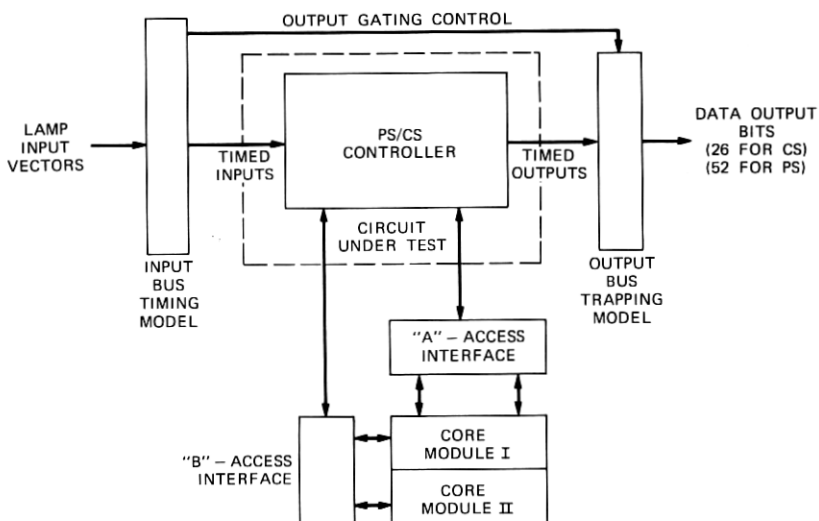 OUTPUT GATING CONTROL
LAMP
INPUT
VECTORS
TIMED
INPUTS
PS/CS
CONTROLLER
TIMED
OUTPUTS
DATA OUTPUT
BITS
(26 FOR CS)
(52 FOR PS)
CIRCUIT
UNDER TEST
INPUT
BUS
TIMING
MODEL
OUTPUT
BUS
TRAPPING
MODEL
"A" – ACCESS
INTERFACE
"B" – ACCESS
INTERFACE
CORE
MODULE I
CORE
MODULE II